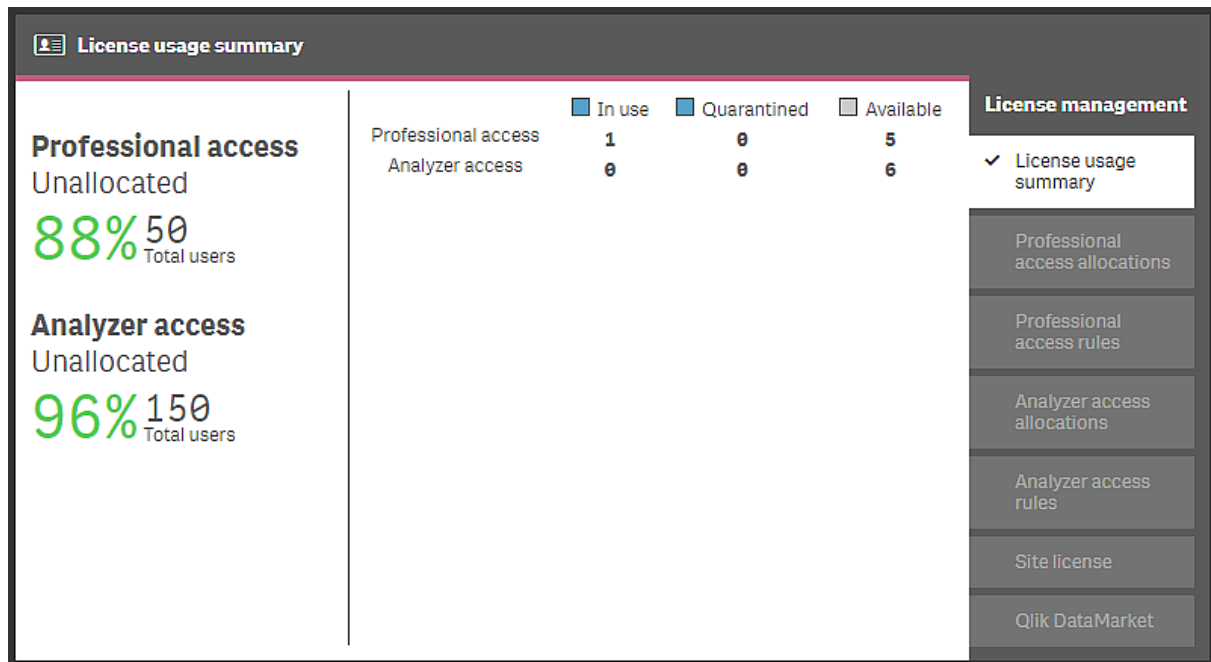 License usage summary
Professional access
Unallocated
88% 50
Total users
Analyzer access
Unallocated
96% 150
Total users
In use Quarantined Available
Professional access 1 0 5
Analyzer access 0 0 6
License management
License usage
summary
Professional
access allocations
Professional
access rules
Analyzer access
allocations
Analyzer access
rules
Site license
Qlik DataMarket